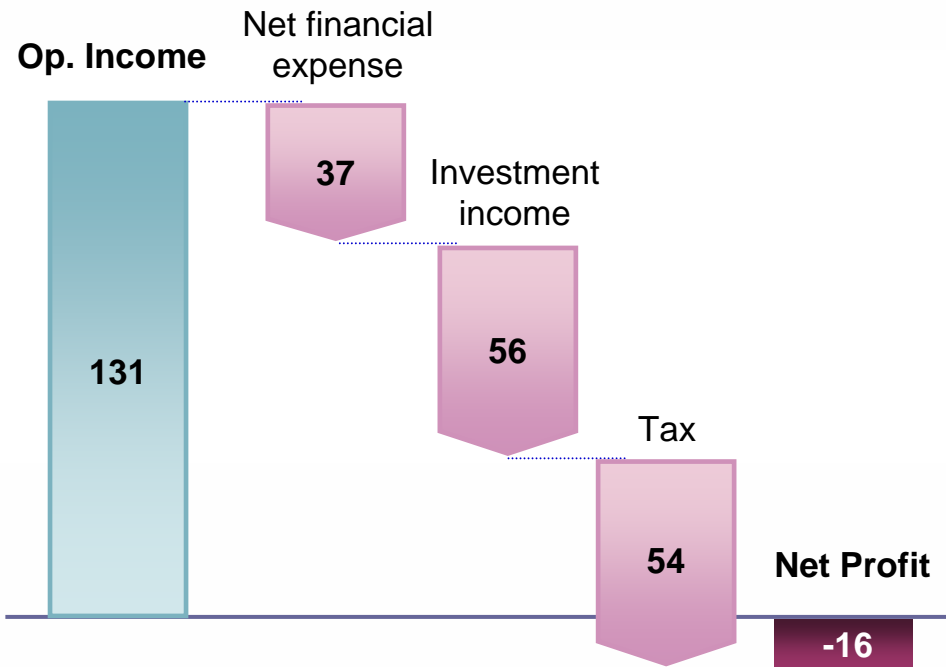 Op. Income
131
Net financial
expense
37
Investment
income
56
Tax
54
Net Profit
-16